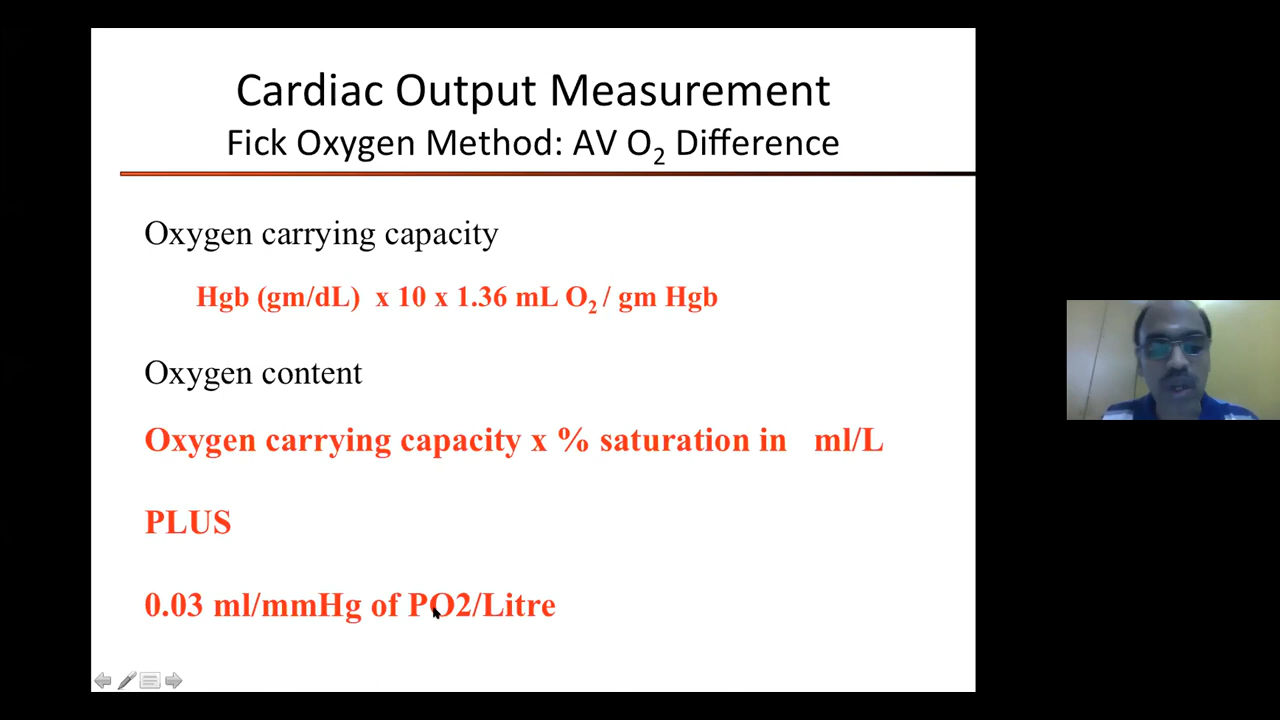 Cardiac Output Measurement
Fick Oxygen Method: AV O₂ Difference
Oxygen carrying capacity
Hgb (gm/dL) x 10 x 1.36 mL O₂ / gm Hgb
Oxygen content
Oxygen carrying capacity x % saturation in ml/L
PLUS
0.03 ml/mmHg of PO2/Litre